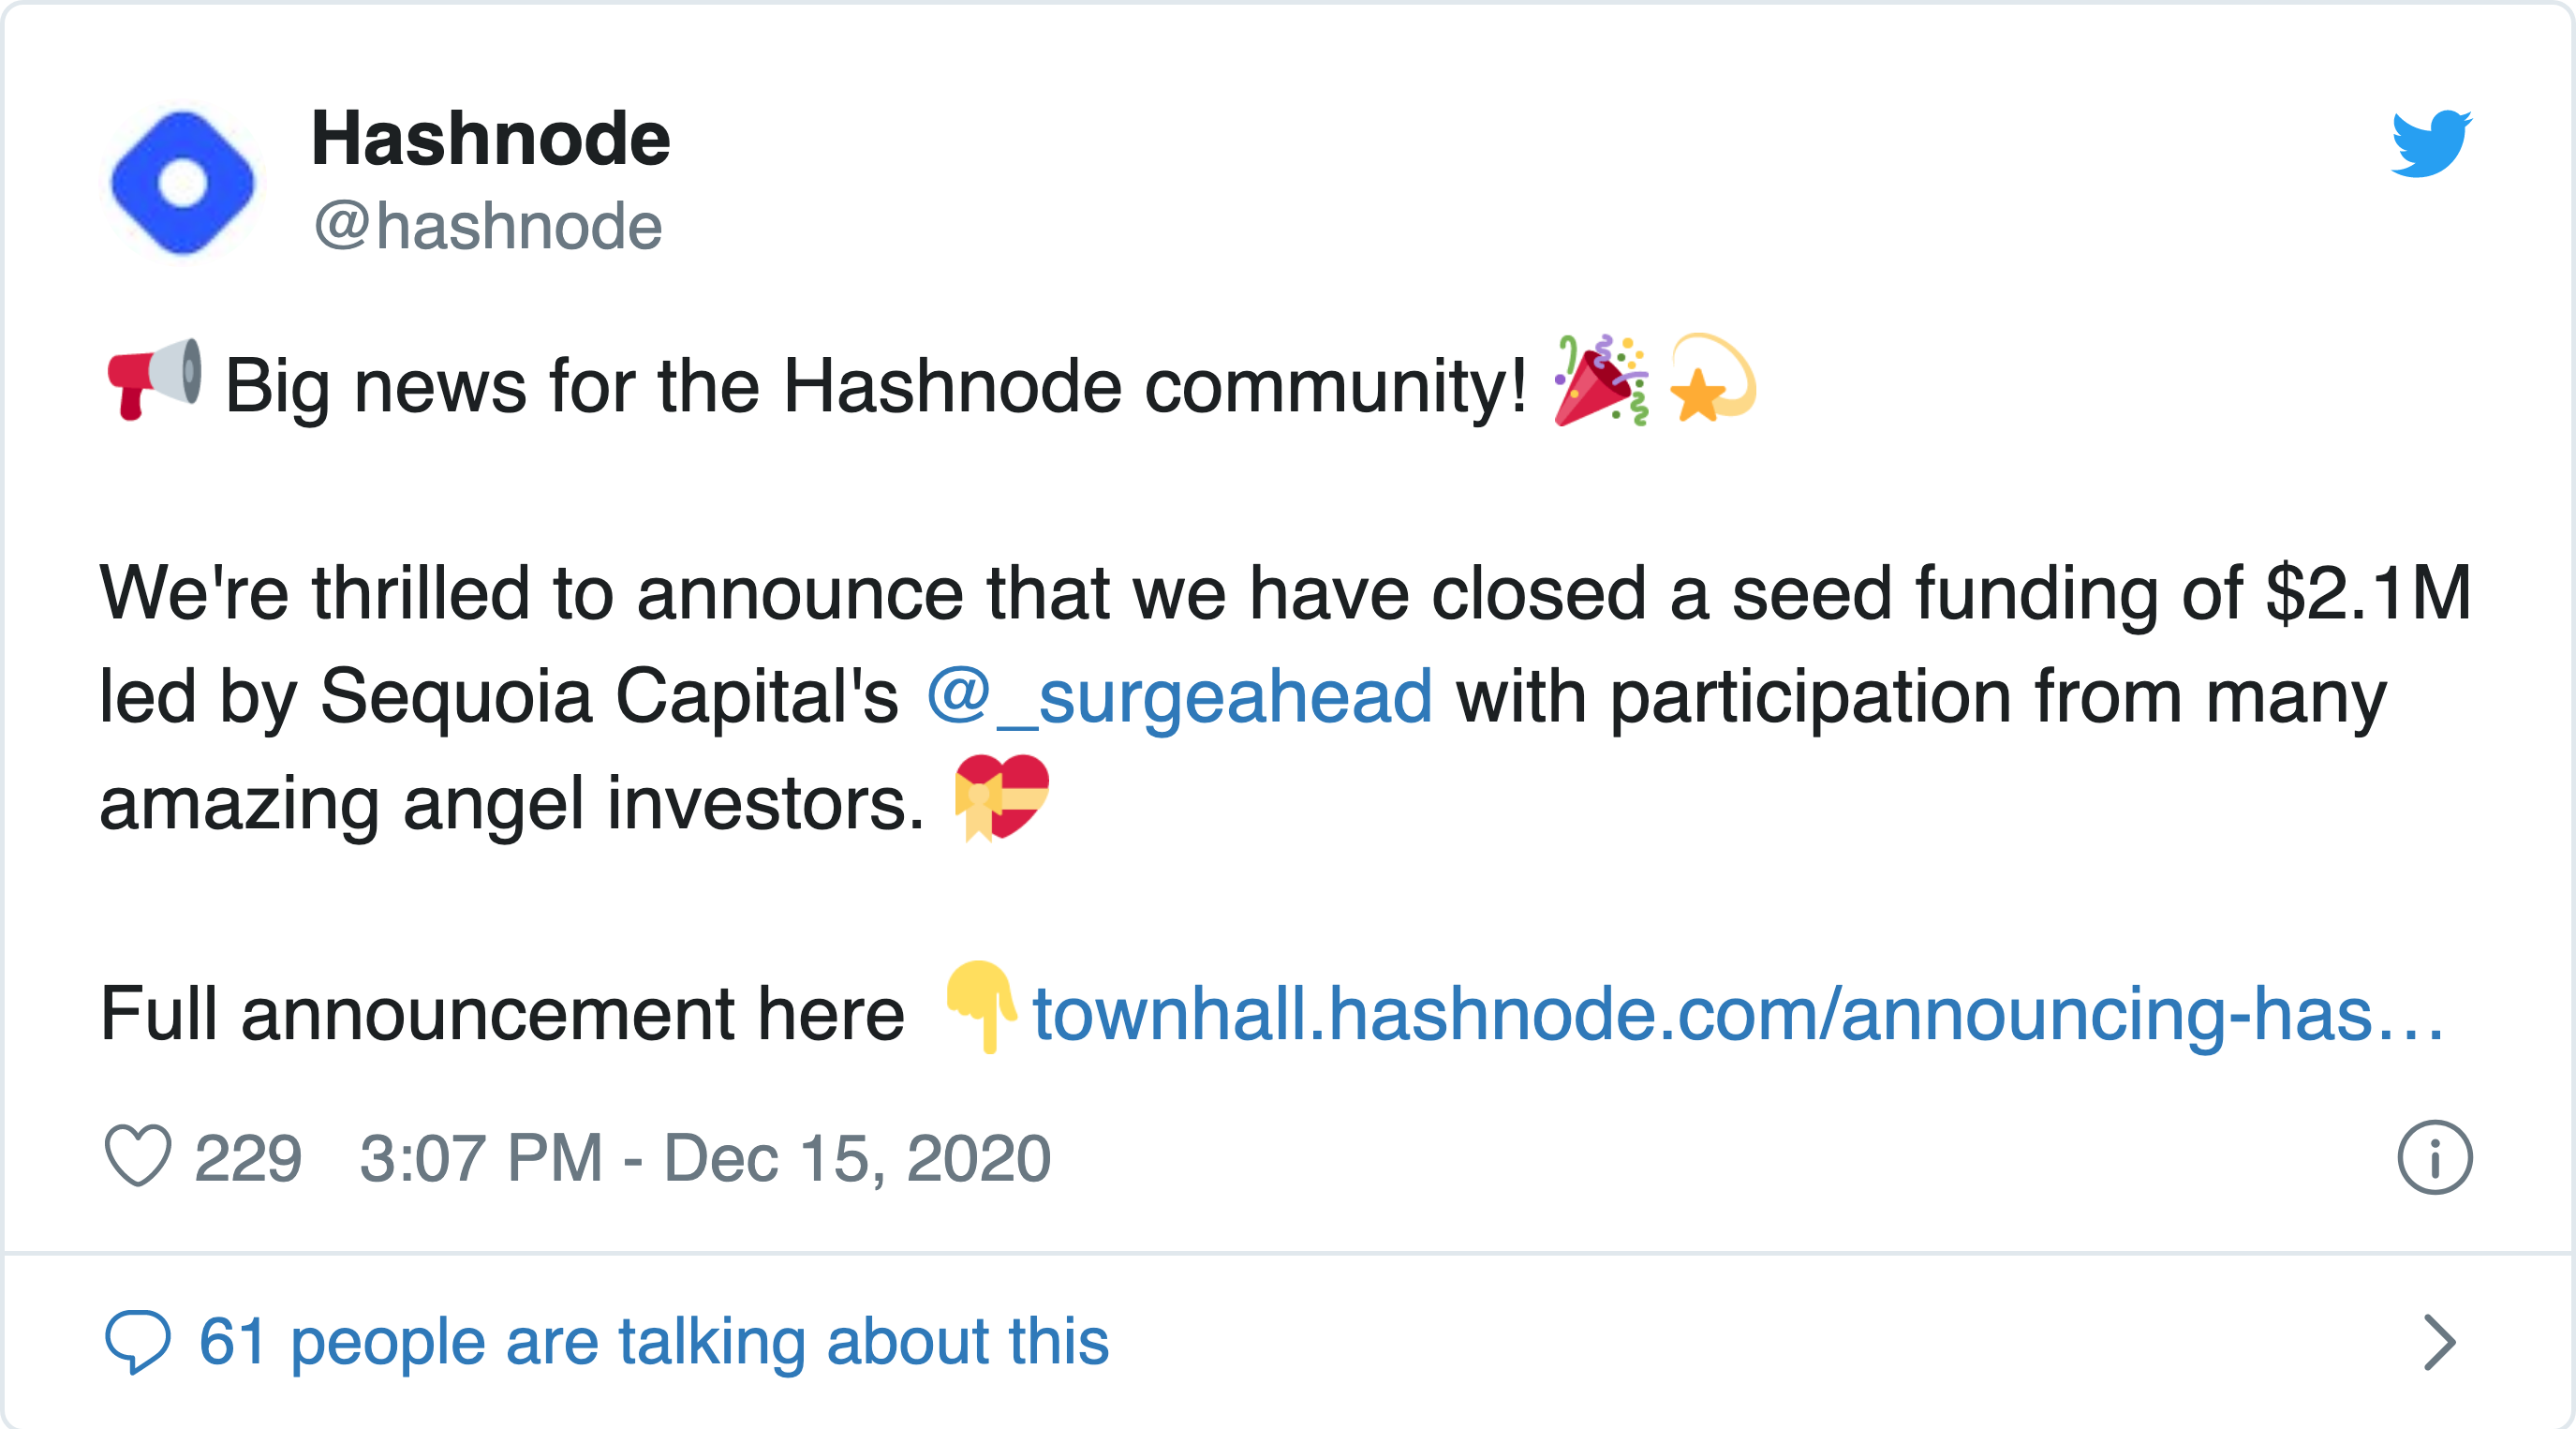 Hashnode
@hashnode
📢 Big news for the Hashnode community! 🎉💫
We're thrilled to announce that we have closed a seed funding of $2.1M
led by Sequoia Capital's @_surgeahead with participation from many
amazing angel investors. 💝
Full announcement here 👇townhall.hashnode.com/announcing-has…
229 3:07 PM - Dec 15, 2020
61 people are talking about this